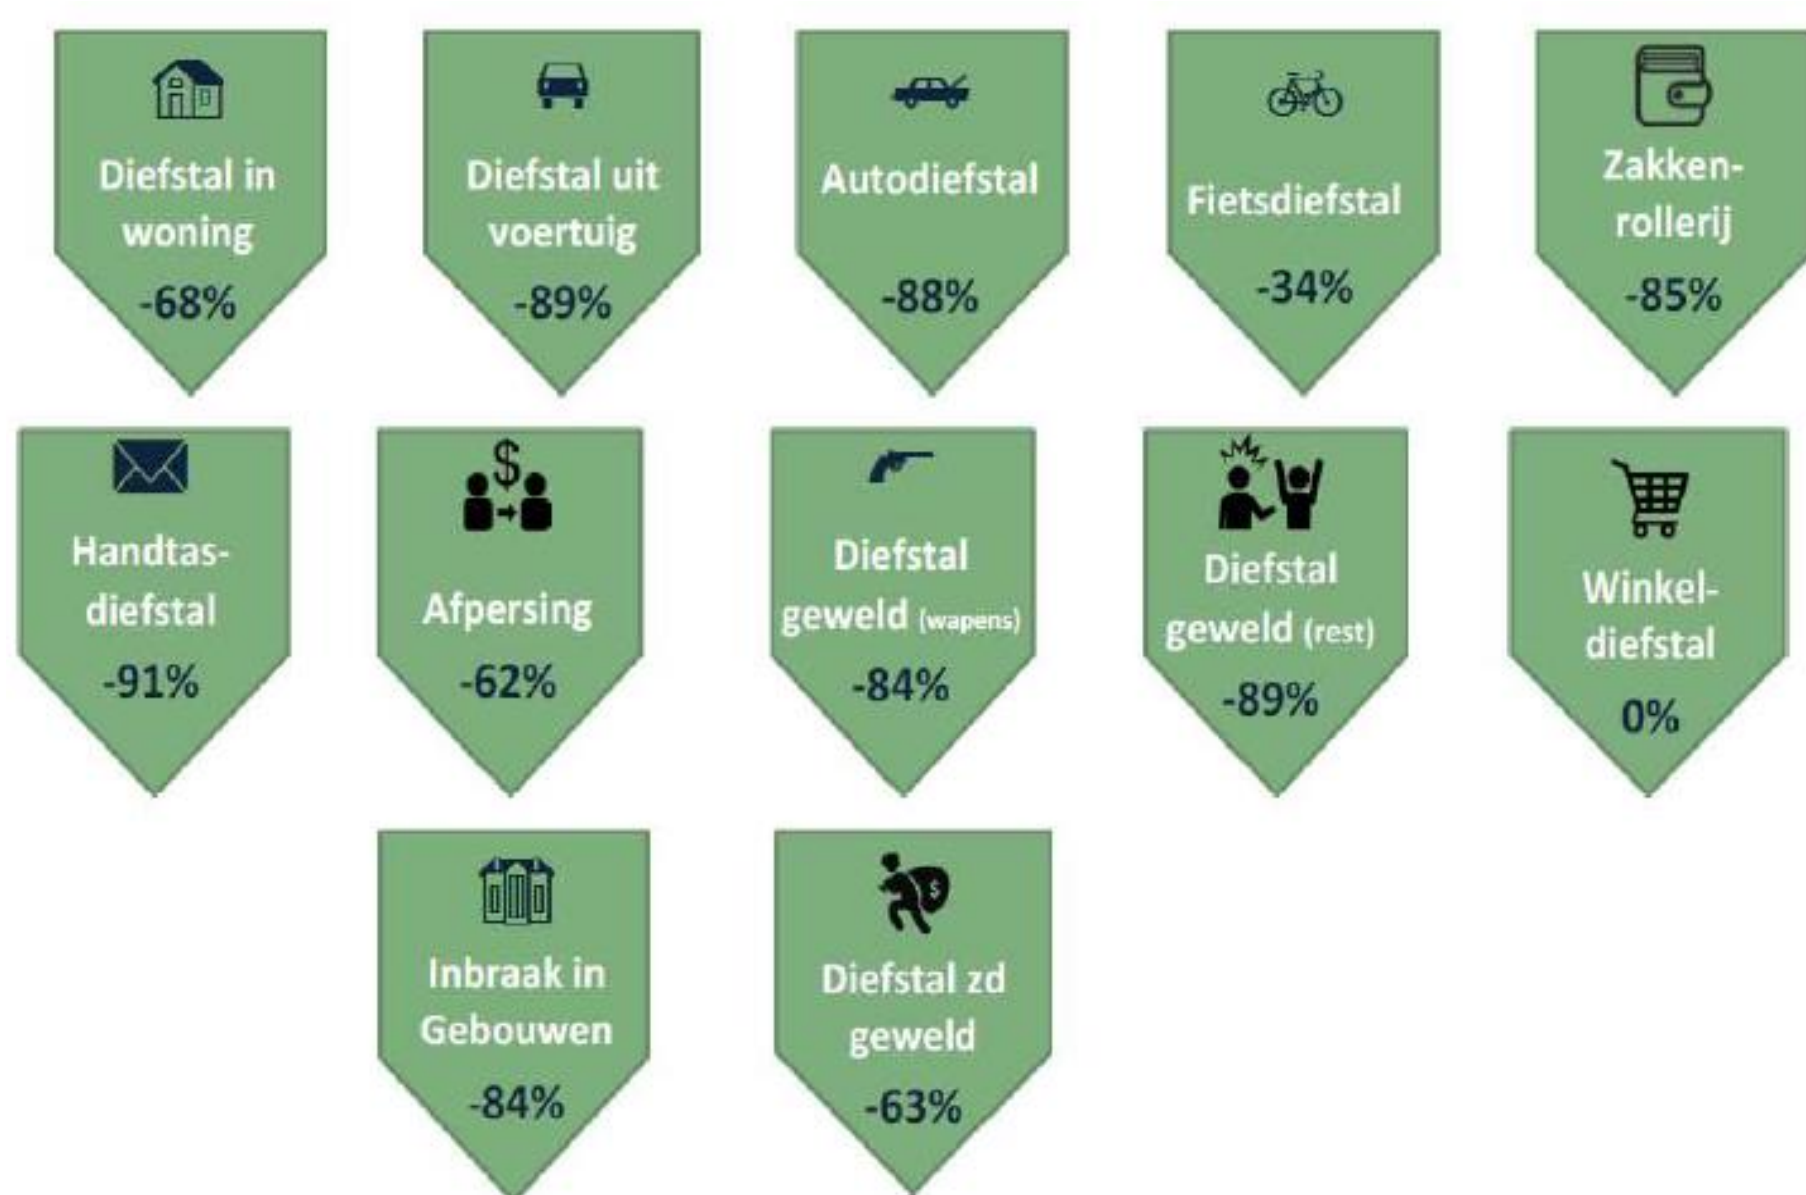 Diefstal in
woning
-68%
Diefstal uit
voertuig
-89%
Autodiefstal
-88%
Fietsdiefstal
-34%
Zakken-
rollerij
-85%
Handtas-
diefstal
-91%
$
Afpersing
-62%
Diefstal
geweld (wapens)
-84%
Diefstal
geweld (rest)
-89%
Winkel-
diefstal
0%
Inbraak in
Gebouwen
-84%
$
Diefstal zd
geweld
-63%